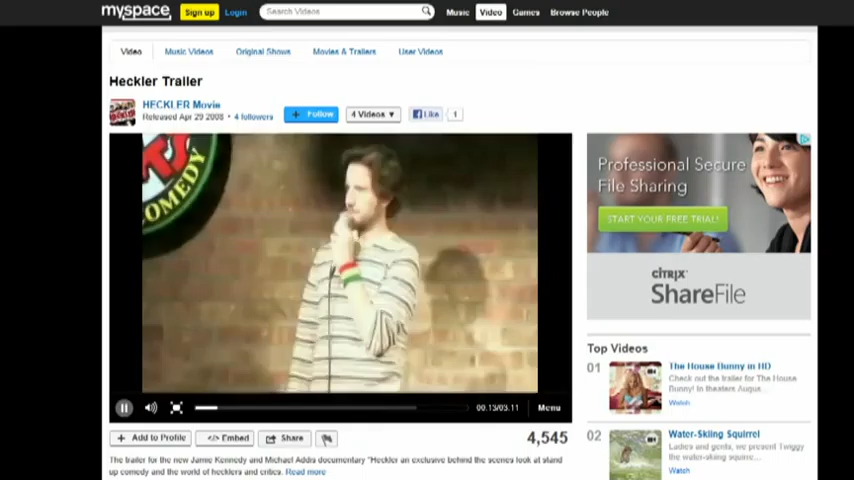 myspace Sign up Login Search Videos Music Video Games Browse People
Video Music Videos Original Shows Movies & Trailers User Videos
Heckler Trailer
HECKLER Movie
Released Apr 29 2008 • 4 followers
+ Follow
4 Videos ▼
Like 1
COMEDY
00:13/03:11 Menu
+ Add to Profile </> Embed Share
4,545
The trailer for the new Jamie Kennedy and Michael Addis documentary "Heckler an exclusive behind the scenes look at stand
up comedy and the world of hecklers and critics. Read more
Professional Secure
File Sharing
START YOUR FREE TRIAL!
CITRIX
ShareFile
Top Videos
01 The House Bunny in HD
Check out the trailer for The House
Bunny! In theaters Augus...
Watch
02 Water-Skiing Squirrel
Ladies and gents, we present Twiggy
the water-skiing squirre...
Watch